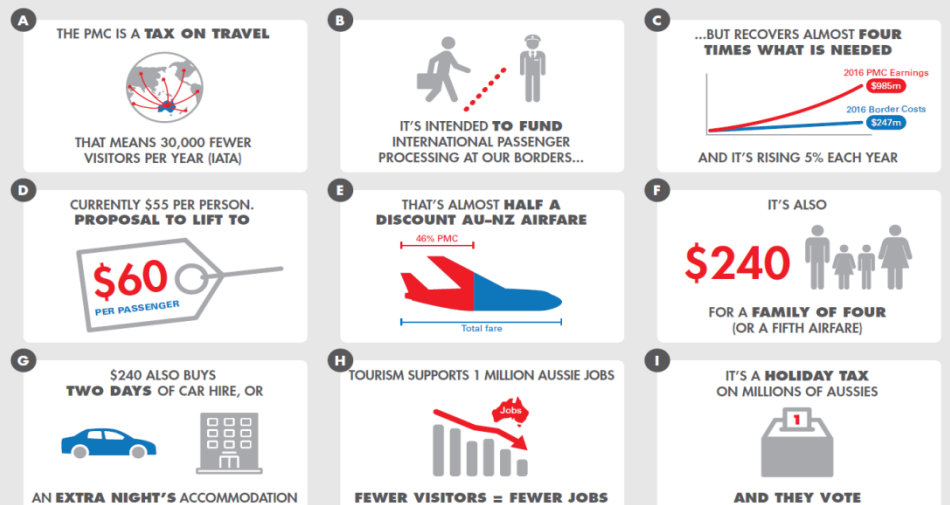 A
THE PMC IS A TAX ON TRAVEL
THAT MEANS 30,000 FEWER
VISITORS PER YEAR (IATA)
B
IT'S INTENDED TO FUND
INTERNATIONAL PASSENGER
PROCESSING AT OUR BORDERS...
C
...BUT RECOVERS ALMOST FOUR
TIMES WHAT IS NEEDED
2016 PMC Earnings
$985m
2016 Border Costs
$247m
AND IT'S RISING 5% EACH YEAR
D
CURRENTLY $55 PER PERSON.
PROPOSAL TO LIFT TO
$60
PER PASSENGER
E
THAT'S ALMOST HALF A
DISCOUNT AU–NZ AIRFARE
46% PMC
Total fare
F
IT'S ALSO
$240
FOR A FAMILY OF FOUR
(OR A FIFTH AIRFARE)
G
$240 ALSO BUYS
TWO DAYS OF CAR HIRE, OR
AN EXTRA NIGHT'S ACCOMMODATION
H
TOURISM SUPPORTS 1 MILLION AUSSIE JOBS
Jobs
FEWER VISITORS = FEWER JOBS
I
IT'S A HOLIDAY TAX
ON MILLIONS OF AUSSIES
1
AND THEY VOTE